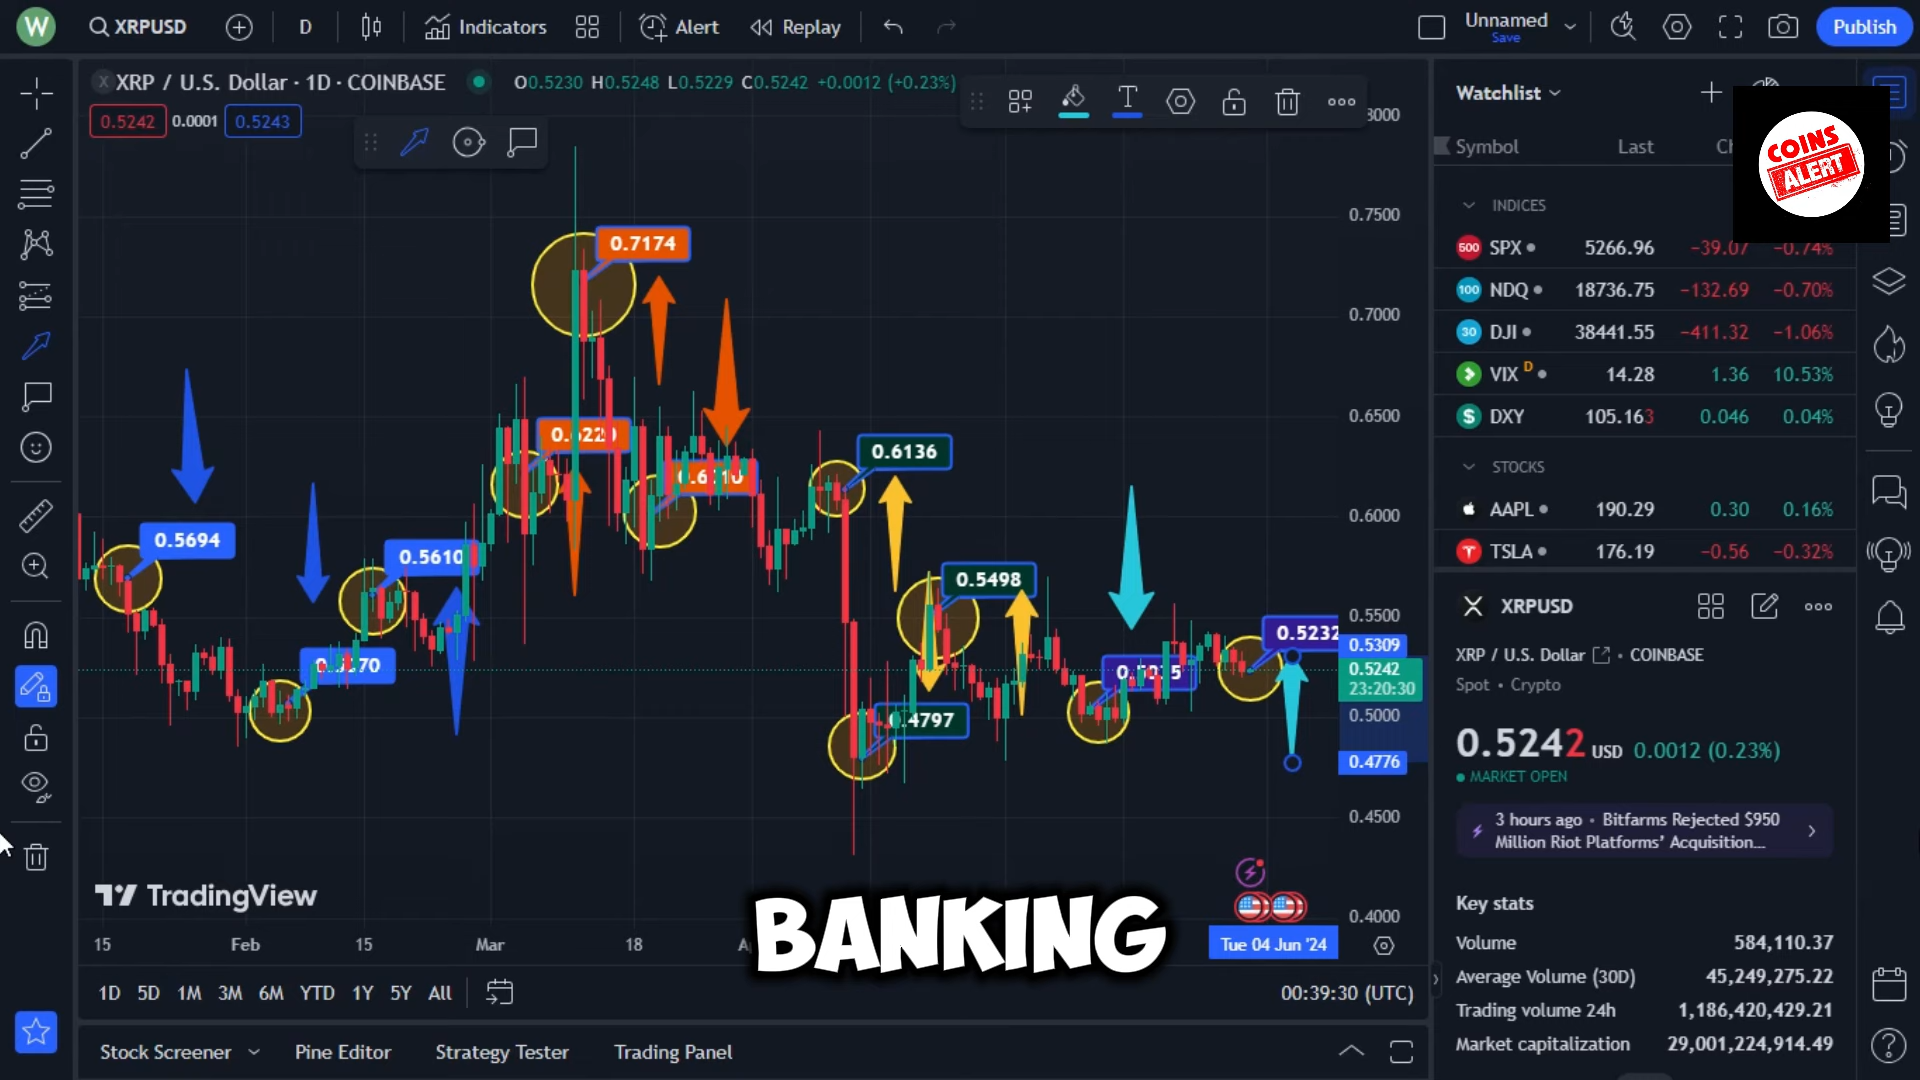 W XRPUSD D Indicators Alert Replay Unnamed Save Publish
X XRP / U.S. Dollar · 1D · COINBASE O0.5230 H0.5248 L0.5229 C0.5242 +0.0012 (+0.23%)
0.5242 0.0001 0.5243
T
0.7174
0.5694
0.5610
0.6136
0.5498
0.4797
0.5232
0.7500
0.7000
0.6500
0.6000
0.5500
0.5309
0.5242
23:20:30
0.5000
0.4776
0.4500
0.4000
TradingView
BANKING
15 Feb 15 Mar 18 Tue 04 Jun '24
1D 5D 1M 3M 6M YTD 1Y 5Y All 00:39:30 (UTC)
Stock Screener Pine Editor Strategy Tester Trading Panel
Watchlist
COINS
ALERT
Symbol Last
INDICES
500 SPX 5266.96 −39.07 −0.74%
100 NDQ 18736.75 −132.69 −0.70%
30 DJI 38441.55 −411.32 −1.06%
VIX D 14.28 1.36 10.53%
$ DXY 105.163 0.046 0.04%
STOCKS
AAPL 190.29 0.30 0.16%
TSLA 176.19 −0.56 −0.32%
XRPUSD
XRP / U.S. Dollar • COINBASE
Spot • Crypto
0.5242 USD 0.0012 (0.23%)
MARKET OPEN
3 hours ago • Bitfarms Rejected $950
Million Riot Platforms' Acquisition...
Key stats
Volume 584,110.37
Average Volume (30D) 45,249,275.22
Trading volume 24h 1,186,420,429.21
Market capitalization 29,001,224,914.49